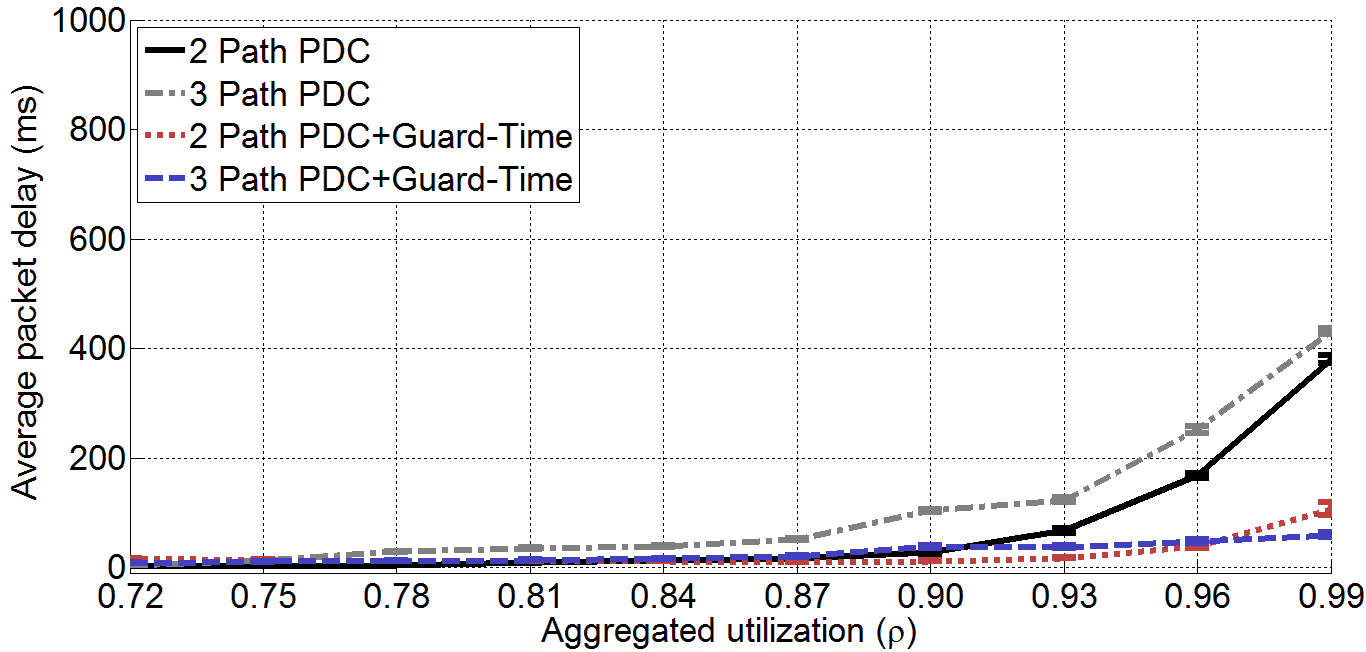 1000
800
600
400
200
0
Average packet delay (ms)
2 Path PDC
3 Path PDC
2 Path PDC+Guard-Time
3 Path PDC+Guard-Time
0.72 0.75 0.78 0.81 0.84 0.87 0.90 0.93 0.96 0.99
Aggregated utilization (ρ)